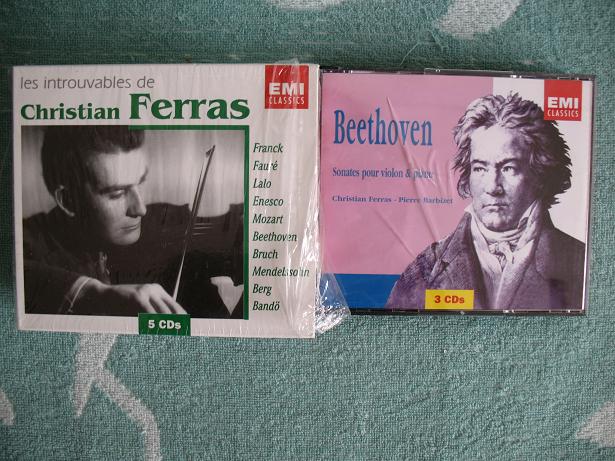 les introuvables de
Christian Ferras
EMI
CLASSICS
Franck
Fauré
Lalo
Enesco
Mozart
Beethoven
Bruch
Mendelssohn
Berg
Bandö
5 CDs
EMI
CLASSICS
Beethoven
Sonates pour violon & piano
Christian Ferras - Pierre Barbizet
3 CDs